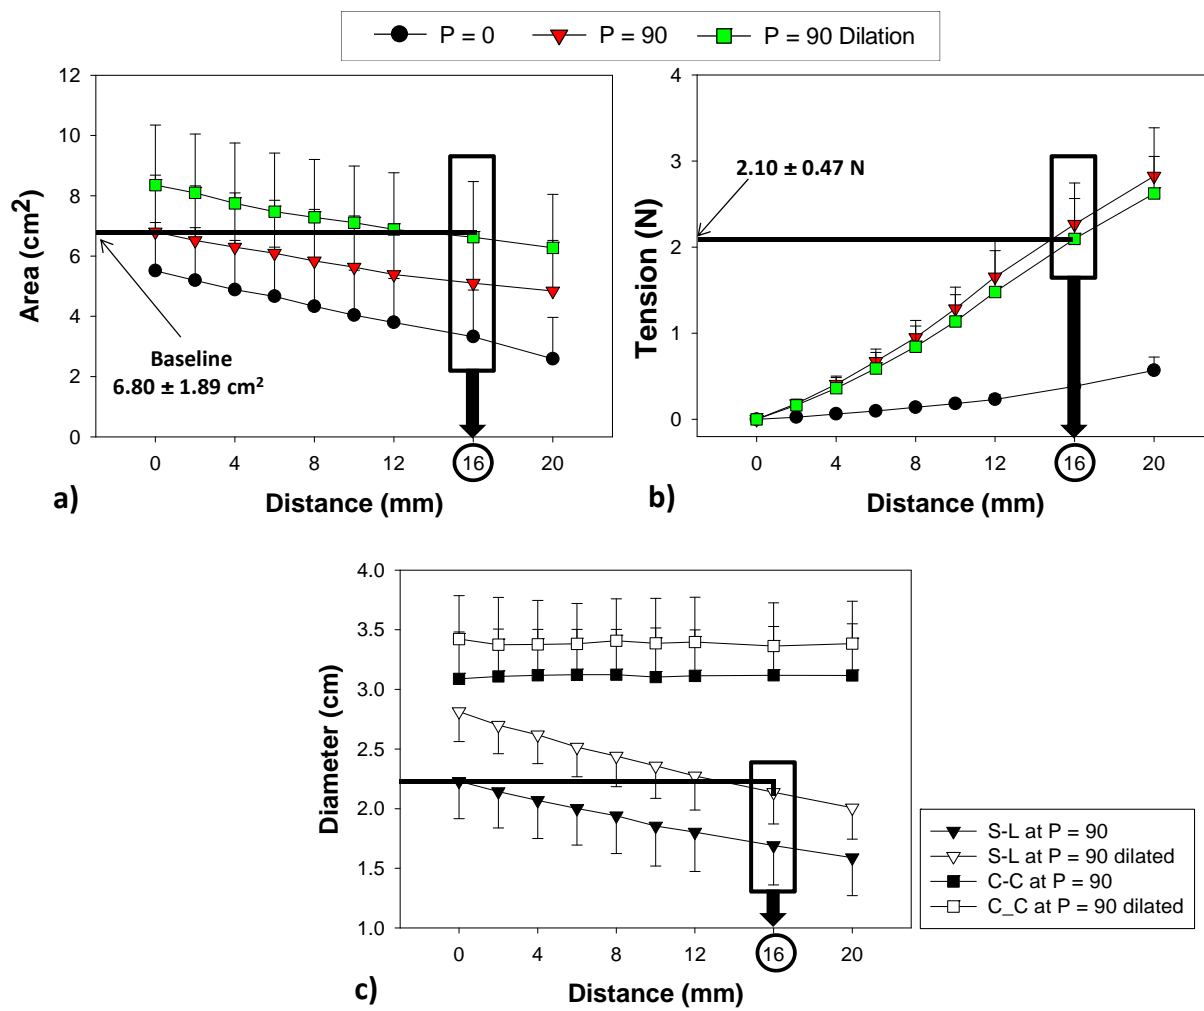 P = 0 P = 90 P = 90 Dilation
12
10
8
6
4
2
0
Area (cm2)
Baseline
6.80 ± 1.89 cm2
0 4 8 12 16 20
Distance (mm)
a)
4
3
2
1
0
Tension (N)
2.10 ± 0.47 N
0 4 8 12 16 20
Distance (mm)
b)
4.0
3.5
3.0
2.5
2.0
1.5
1.0
Diameter (cm)
0 4 8 12 16 20
Distance (mm)
c)
S-L at P = 90
S-L at P = 90 dilated
C-C at P = 90
C_C at P = 90 dilated